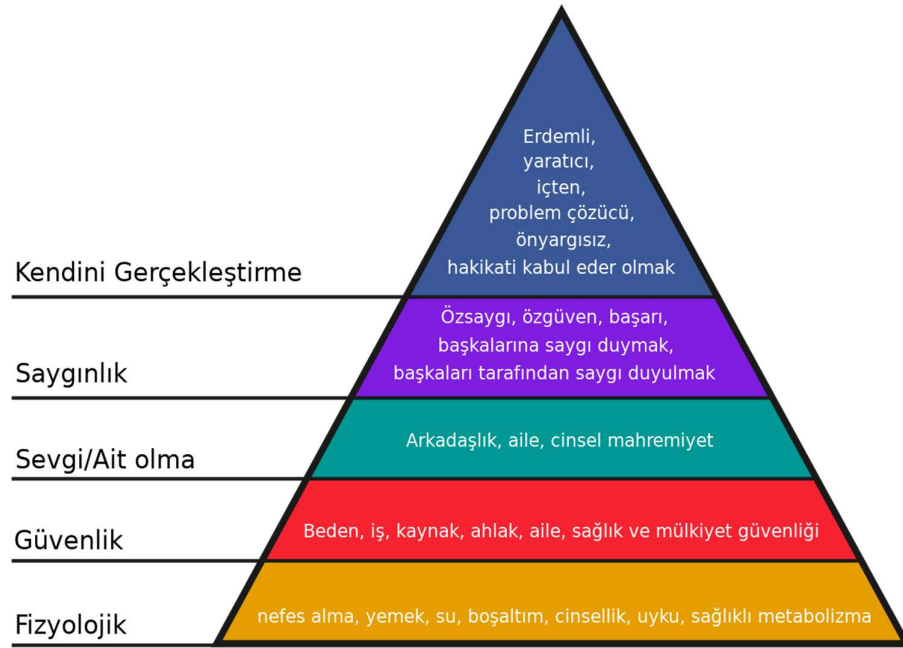 Erdemli,
yaratıcı,
içten,
problem çözücü,
önyargısız,
hakikati kabul eder olmak
Kendini Gerçekleştirme
Özsaygı, özgüven, başarı,
başkalarına saygı duymak,
başkaları tarafından saygı duyulmak
Saygınlık
Arkadaşlık, aile, cinsel mahremiyet
Sevgi/Ait olma
Beden, iş, kaynak, ahlak, aile, sağlık ve mülkiyet güvenliği
Güvenlik
nefes alma, yemek, su, boşaltım, cinsellik, uyku, sağlıklı metabolizma
Fizyolojik